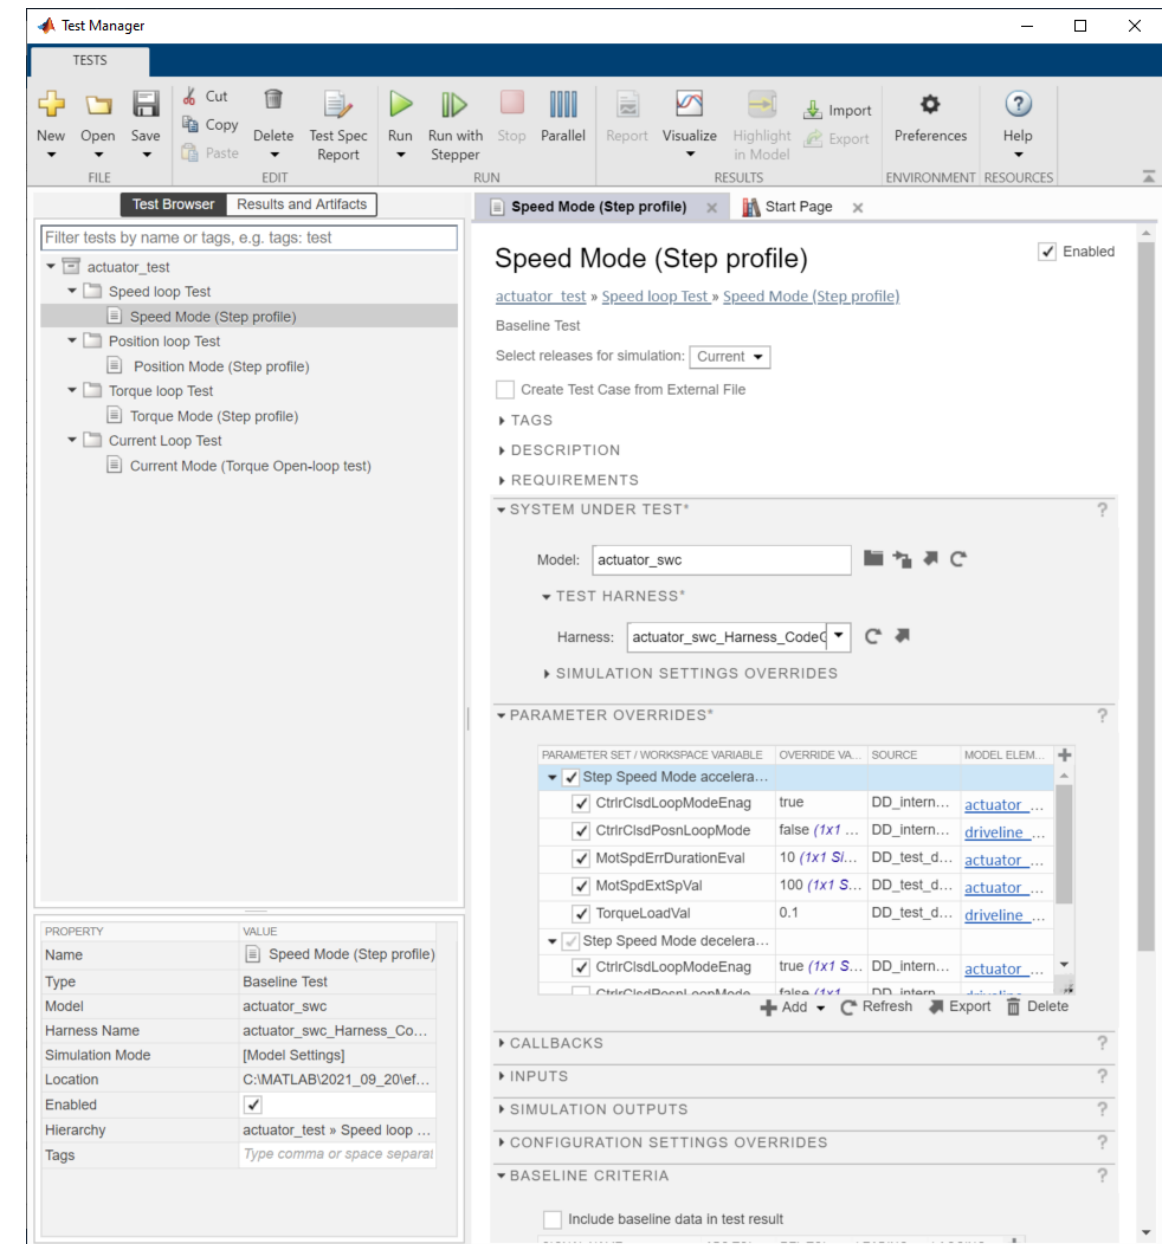 Test Manager
TESTS
New
Open
Save
Cut
Copy
Paste
Delete
Test Spec
Report
Run
Run with
Stepper
Stop
Parallel
Report
Visualize
Highlight
in Model
Import
Export
Preferences
Help
FILE
EDIT
RUN
RESULTS
ENVIRONMENT
RESOURCES
Test Browser
Results and Artifacts
Filter tests by name or tags, e.g. tags: test
actuator_test
Speed loop Test
Speed Mode (Step profile)
Position loop Test
Position Mode (Step profile)
Torque loop Test
Torque Mode (Step profile)
Current Loop Test
Current Mode (Torque Open-loop test)
PROPERTY VALUE
Name Speed Mode (Step profile)
Type Baseline Test
Model actuator_swc
Harness Name actuator_swc_Harness_Co...
Simulation Mode [Model Settings]
Location C:\MATLAB\2021_09_20\ef...
Enabled
Hierarchy actuator_test » Speed loop ...
Tags Type comma or space separat
Speed Mode (Step profile)
Start Page
Speed Mode (Step profile)
Enabled
actuator_test » Speed loop Test » Speed Mode (Step profile)
Baseline Test
Select releases for simulation: Current
Create Test Case from External File
TAGS
DESCRIPTION
REQUIREMENTS
SYSTEM UNDER TEST* ?
Model: actuator_swc
TEST HARNESS*
Harness: actuator_swc_Harness_CodeG
SIMULATION SETTINGS OVERRIDES
PARAMETER OVERRIDES* ?
PARAMETER SET / WORKSPACE VARIABLE OVERRIDE VA... SOURCE MODEL ELEM...
Step Speed Mode accelera...
CtrlrClsdLoopModeEnag true DD_intern... actuator_...
CtrlrClsdPosnLoopMode false (1x1 ... DD_intern... driveline_...
MotSpdErrDurationEval 10 (1x1 Si... DD_test_d... actuator_...
MotSpdExtSpVal 100 (1x1 S... DD_test_d... actuator_...
TorqueLoadVal 0.1 DD_test_d... driveline_...
Step Speed Mode decelera...
CtrlrClsdLoopModeEnag true (1x1 S... DD_intern... actuator_...
CtrlrClsdPosnLoopMode false (1x1 DD_intern
Add Refresh Export Delete
CALLBACKS ?
INPUTS ?
SIMULATION OUTPUTS ?
CONFIGURATION SETTINGS OVERRIDES ?
BASELINE CRITERIA ?
Include baseline data in test result